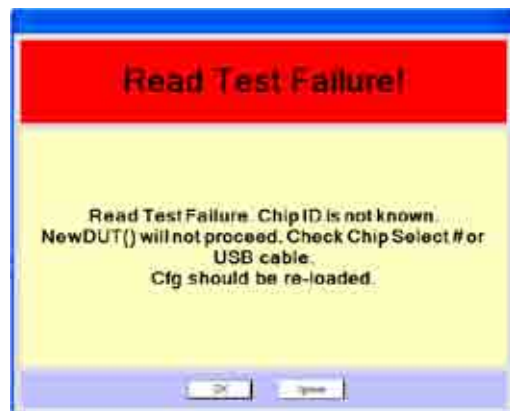 Read Test Failure!
Read Test Failure. Chip ID is not known.
NewDUT() will not proceed. Check Chip Select # or
USB cable.
Cfg should be re-loaded.
OK